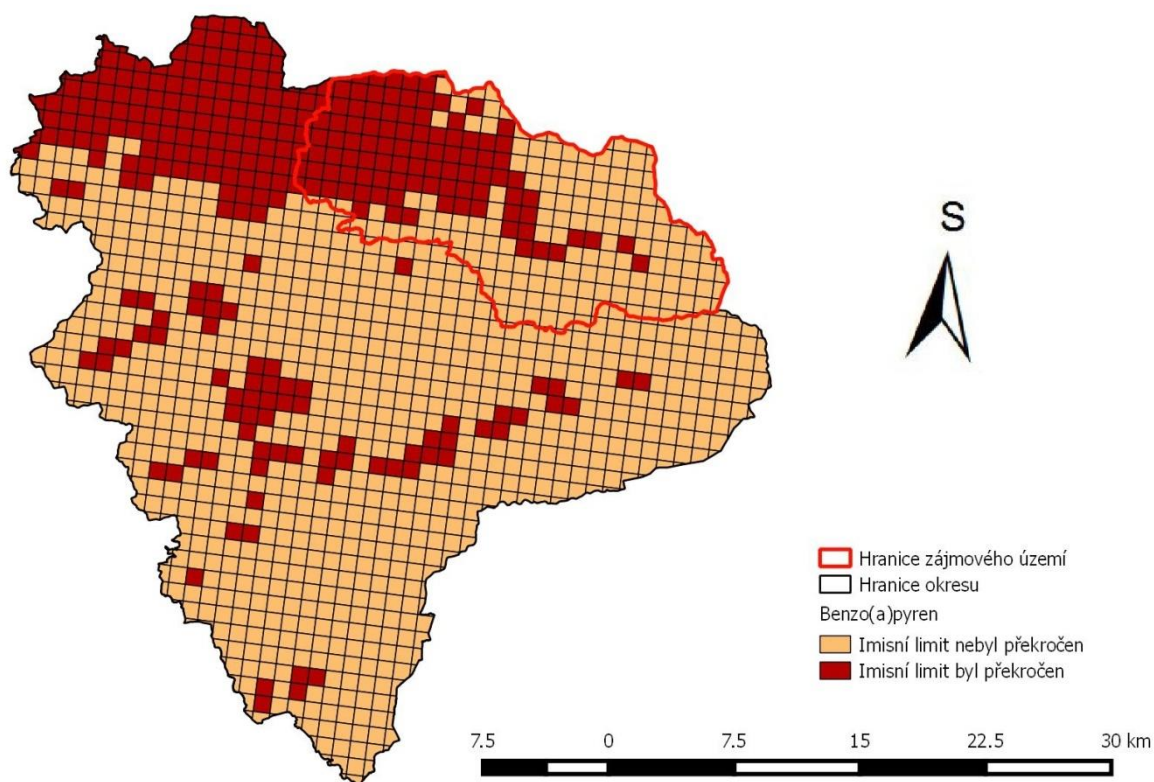 S
Hranice zájmového území
Hranice okresu
Benzo(a)pyren
Imisní limit nebyl překročen
Imisní limit byl překročen
7.5 0 7.5 15 22.5 30 km